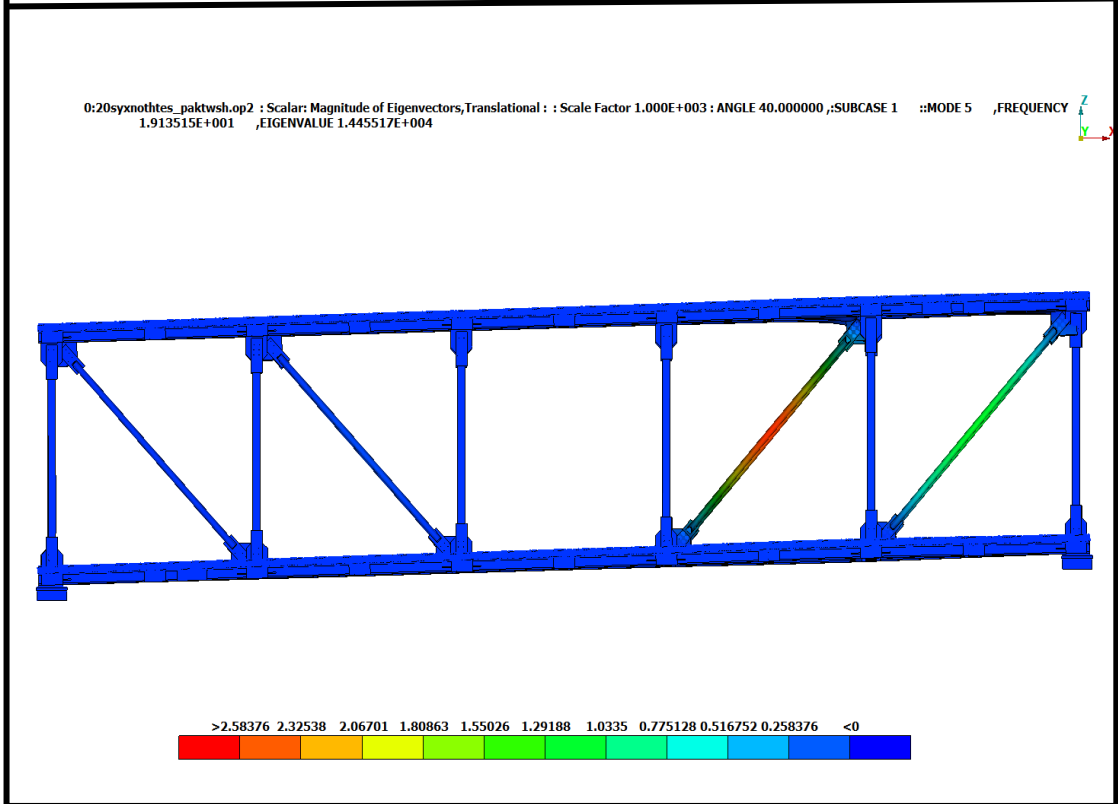 0:20syxnothtes_paktwsh.op2 : Scalar: Magnitude of Eigenvectors,Translational : : Scale Factor 1.000E+003 : ANGLE 40.000000 ,:SUBCASE 1 ::MODE 5 ,FREQUENCY
1.913515E+001 ,EIGENVALUE 1.445517E+004
Z
Y X
>2.58376 2.32538 2.06701 1.80863 1.55026 1.29188 1.0335 0.775128 0.516752 0.258376 <0